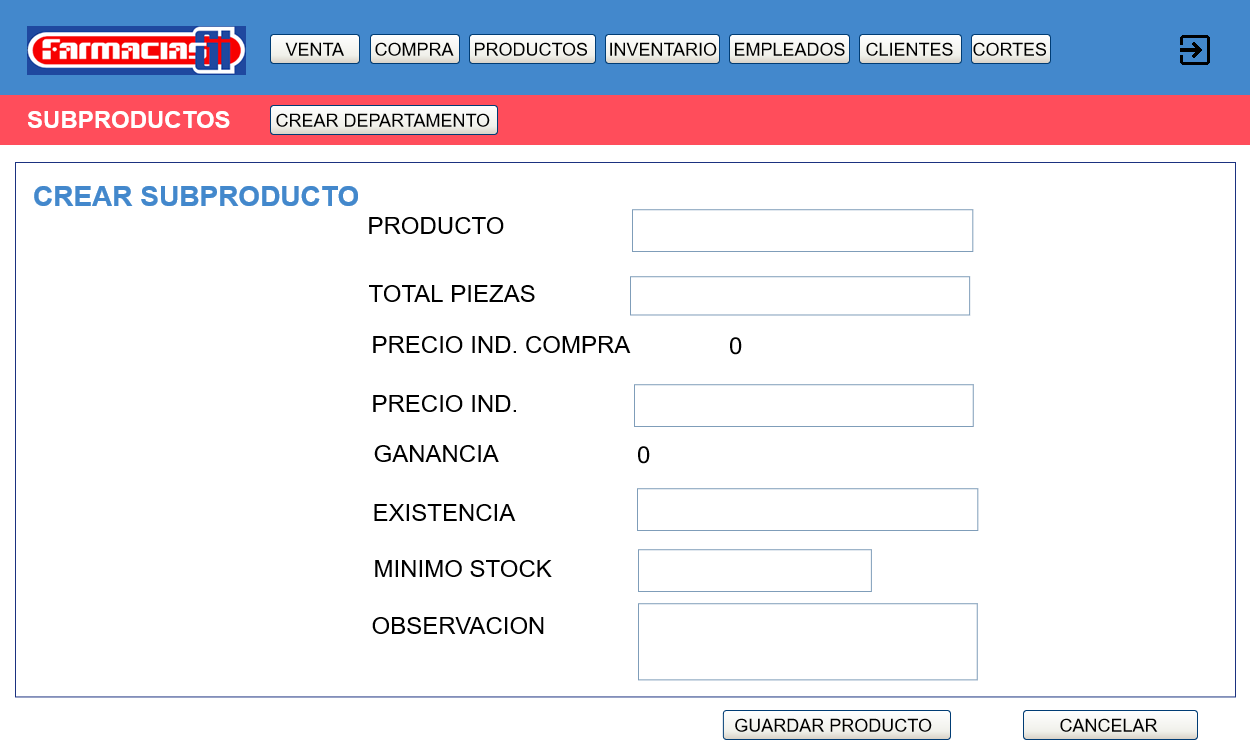 Farmacias GI
VENTA COMPRA PRODUCTOS INVENTARIO EMPLEADOS CLIENTES CORTES
SUBPRODUCTOS CREAR DEPARTAMENTO
CREAR SUBPRODUCTO
PRODUCTO
TOTAL PIEZAS
PRECIO IND. COMPRA 0
PRECIO IND.
GANANCIA 0
EXISTENCIA
MINIMO STOCK
OBSERVACION
GUARDAR PRODUCTO CANCELAR